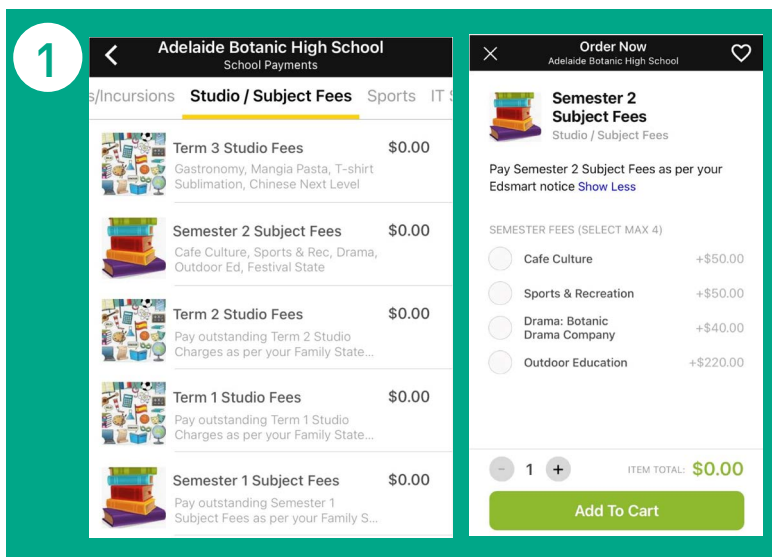 1
Adelaide Botanic High School
School Payments
s/Incursions Studio / Subject Fees Sports IT S
Term 3 Studio Fees $0.00
Gastronomy, Mangia Pasta, T-shirt
Sublimation, Chinese Next Level
Semester 2 Subject Fees $0.00
Cafe Culture, Sports & Rec, Drama,
Outdoor Ed, Festival State
Term 2 Studio Fees $0.00
Pay outstanding Term 2 Studio
Charges as per your Family State...
Term 1 Studio Fees $0.00
Pay outstanding Term 1 Studio
Charges as per your Family State...
Semester 1 Subject Fees $0.00
Pay outstanding Semester 1
Subject Fees as per your Family S...
Order Now
Adelaide Botanic High School
Semester 2
Subject Fees
Studio / Subject Fees
Pay Semester 2 Subject Fees as per your
Edsmart notice Show Less
SEMESTER FEES (SELECT MAX 4)
Cafe Culture +$50.00
Sports & Recreation +$50.00
Drama: Botanic
Drama Company +$40.00
Outdoor Education +$220.00
- 1 + ITEM TOTAL: $0.00
Add To Cart